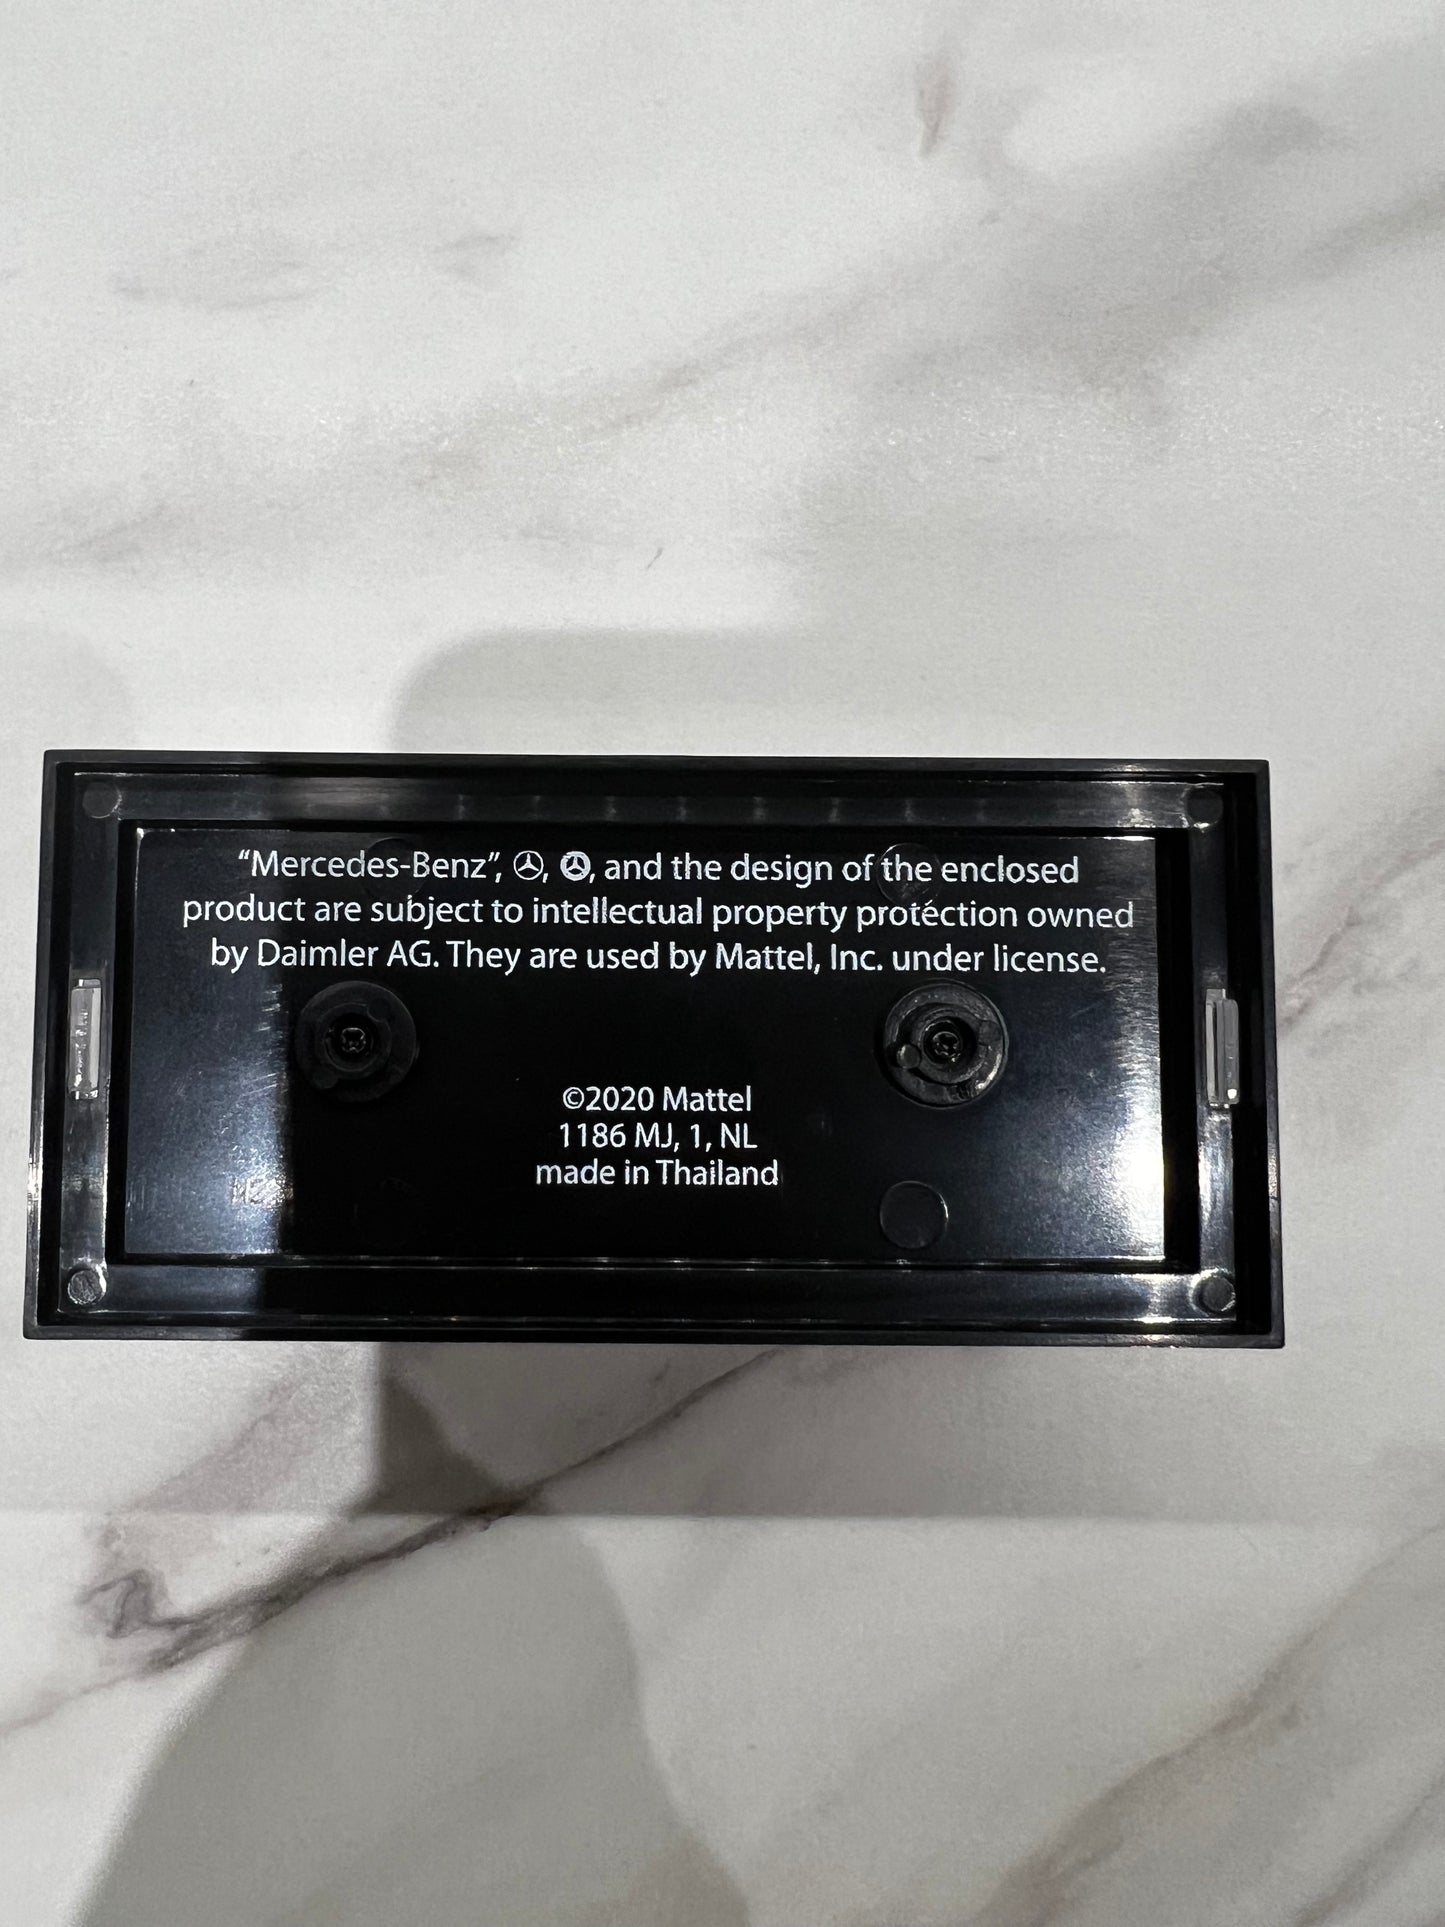 “Mercedes-Benz”, , , and the design of the enclosed
product are subject to intellectual property protection owned
by Daimler AG. They are used by Mattel, Inc. under license.
©2020 Mattel
1186 MJ, 1, NL
made in Thailand